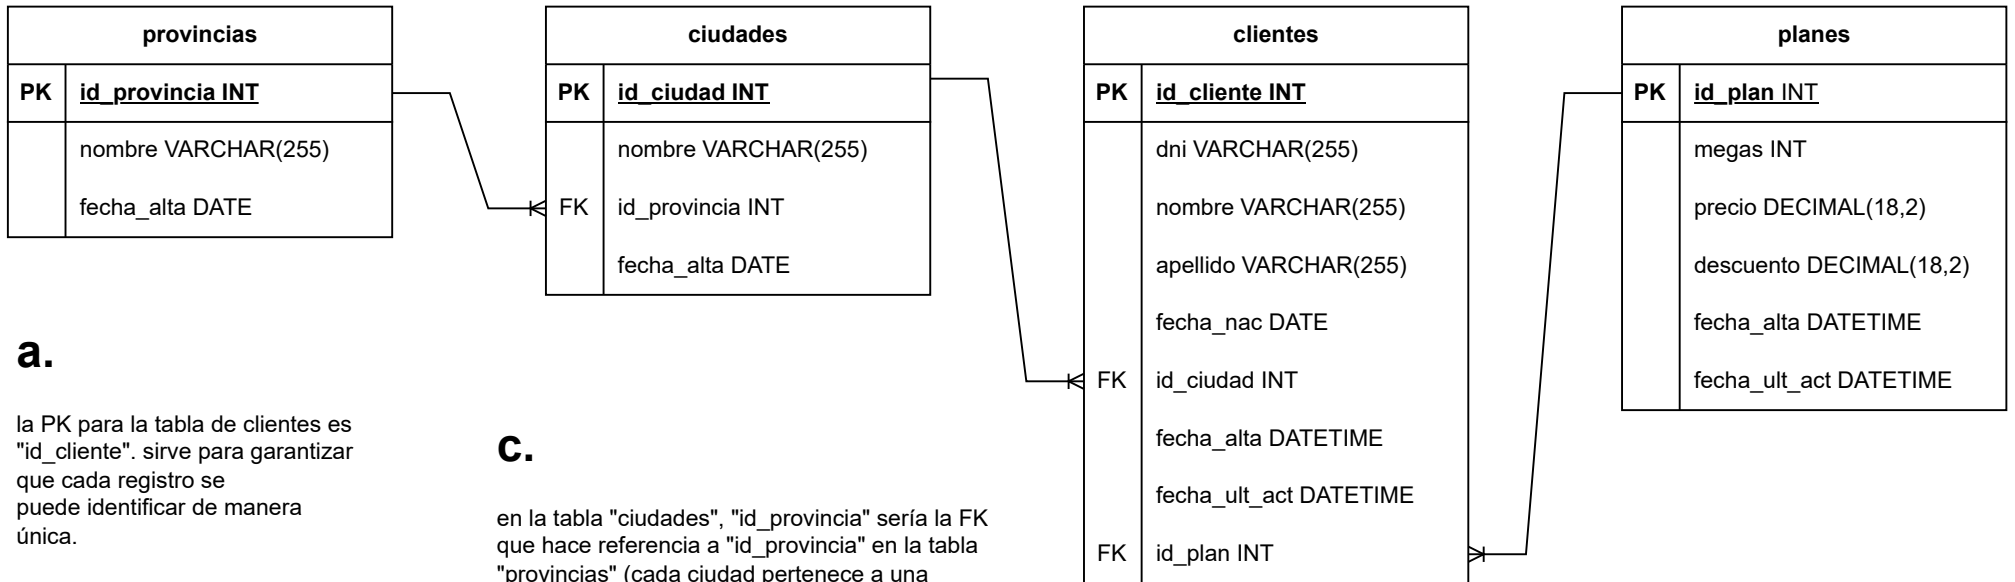 provincias
PK id_provincia INT
nombre VARCHAR(255)
fecha_alta DATE
ciudades
PK id_ciudad INT
nombre VARCHAR(255)
FK id_provincia INT
fecha_alta DATE
clientes
PK id_cliente INT
dni VARCHAR(255)
nombre VARCHAR(255)
apellido VARCHAR(255)
fecha_nac DATE
FK id_ciudad INT
fecha_alta DATETIME
fecha_ult_act DATETIME
FK id_plan INT
planes
PK id_plan INT
megas INT
precio DECIMAL(18,2)
descuento DECIMAL(18,2)
fecha_alta DATETIME
fecha_ult_act DATETIME
a.
la PK para la tabla de clientes es
"id_cliente". sirve para garantizar
que cada registro se
puede identificar de manera
única.
c.
en la tabla "ciudades", "id_provincia" sería la FK
que hace referencia a "id_provincia" en la tabla
"provincias" (cada ciudad pertenece a una